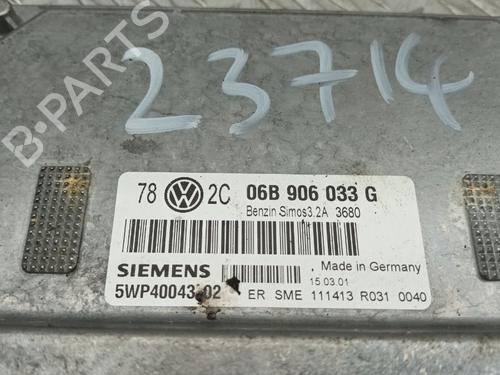 23714
B-PARTS
78 VW 2C 06B 906 033 G
Benzin Simos3.2A 3680
SIEMENS Made in Germany
15.03.01
5WP40043 02 ER SME 111413 R031 0040